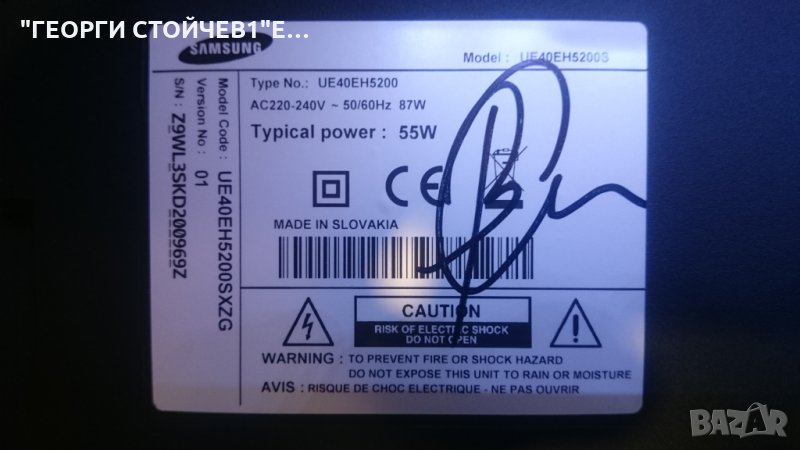 "ГЕОРГИ СТОЙЧЕВ1"Е...
SAMSUNG
Model : UE40EH5200S
Type No.: UE40EH5200
AC220-240V ~ 50/60Hz 87W
Typical power : 55W
CE
MADE IN SLOVAKIA
Model Code : UE40EH5200SXZG
Version No : 01
S/N : Z9WL3SKD200969Z
CAUTION
RISK OF ELECTRIC SHOCK
DO NOT OPEN
WARNING : TO PREVENT FIRE OR SHOCK HAZARD
DO NOT EXPOSE THIS UNIT TO RAIN OR MOISTURE
AVIS : RISQUE DE CHOC ELECTRIQUE - NE PAS OUVRIR
BAZAR